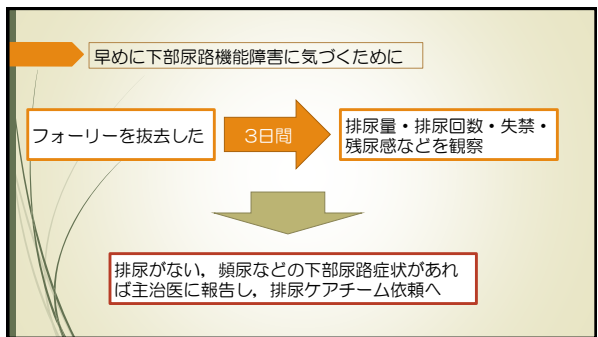 早めに下部尿路機能障害に気づくために
フォーリーを抜去した
3日間
排尿量・排尿回数・失禁・
残尿感などを観察
排尿がない，頻尿などの下部尿路症状があれ
ば主治医に報告し，排尿ケアチーム依頼へ